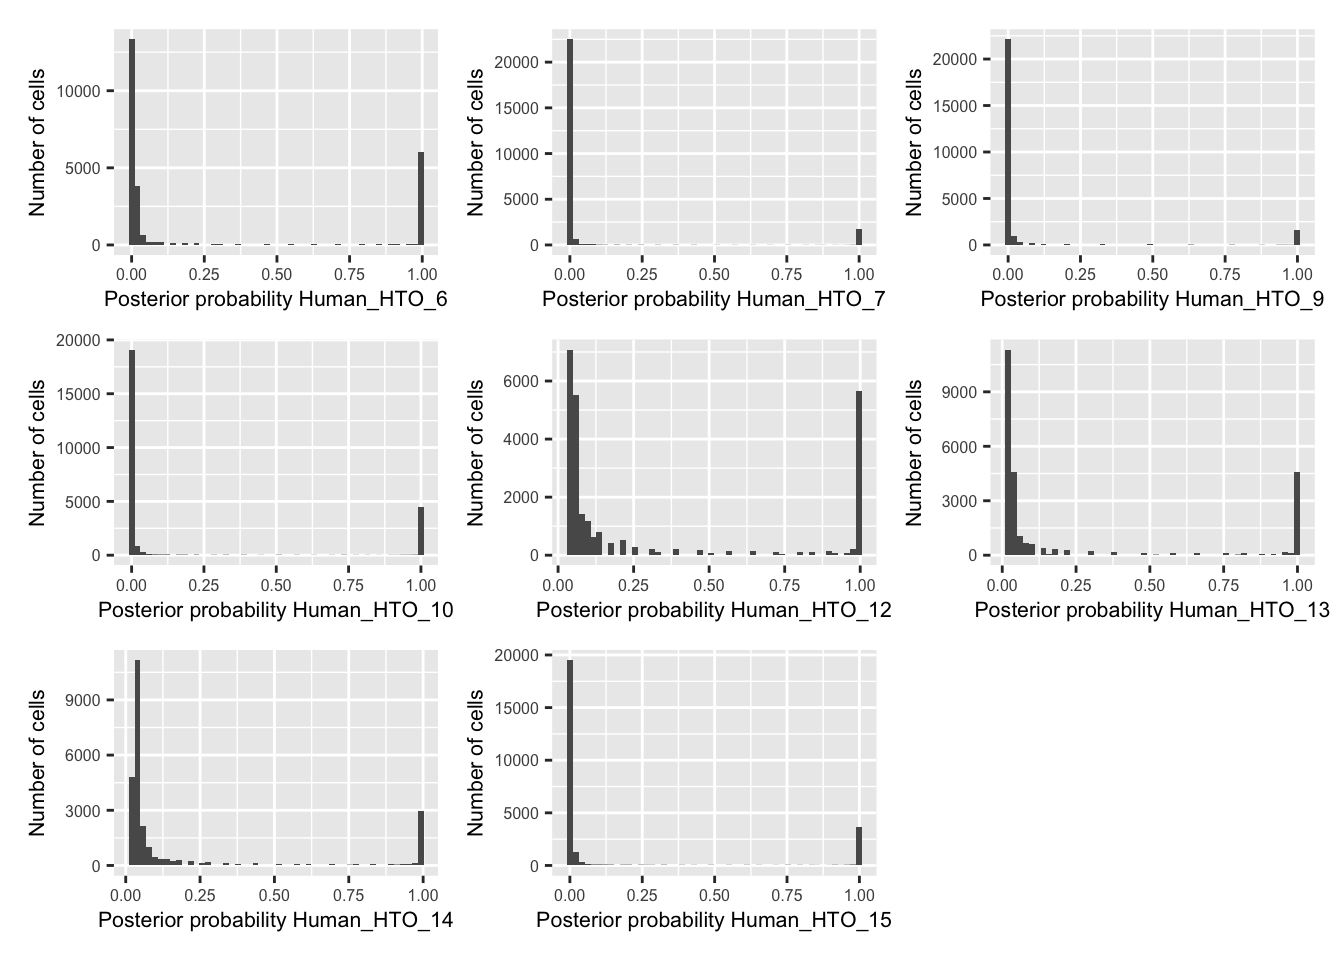 Number of cells
10000
5000
0
0.00 0.25 0.50 0.75 1.00
Posterior probability Human_HTO_6
Number of cells
20000
15000
10000
5000
0
0.00 0.25 0.50 0.75 1.00
Posterior probability Human_HTO_7
Number of cells
20000
15000
10000
5000
0
0.00 0.25 0.50 0.75 1.00
Posterior probability Human_HTO_9
Number of cells
20000
15000
10000
5000
0
0.00 0.25 0.50 0.75 1.00
Posterior probability Human_HTO_10
Number of cells
6000
4000
2000
0
0.00 0.25 0.50 0.75 1.00
Posterior probability Human_HTO_12
Number of cells
9000
6000
3000
0
0.00 0.25 0.50 0.75 1.00
Posterior probability Human_HTO_13
Number of cells
9000
6000
3000
0
0.00 0.25 0.50 0.75 1.00
Posterior probability Human_HTO_14
Number of cells
20000
15000
10000
5000
0
0.00 0.25 0.50 0.75 1.00
Posterior probability Human_HTO_15